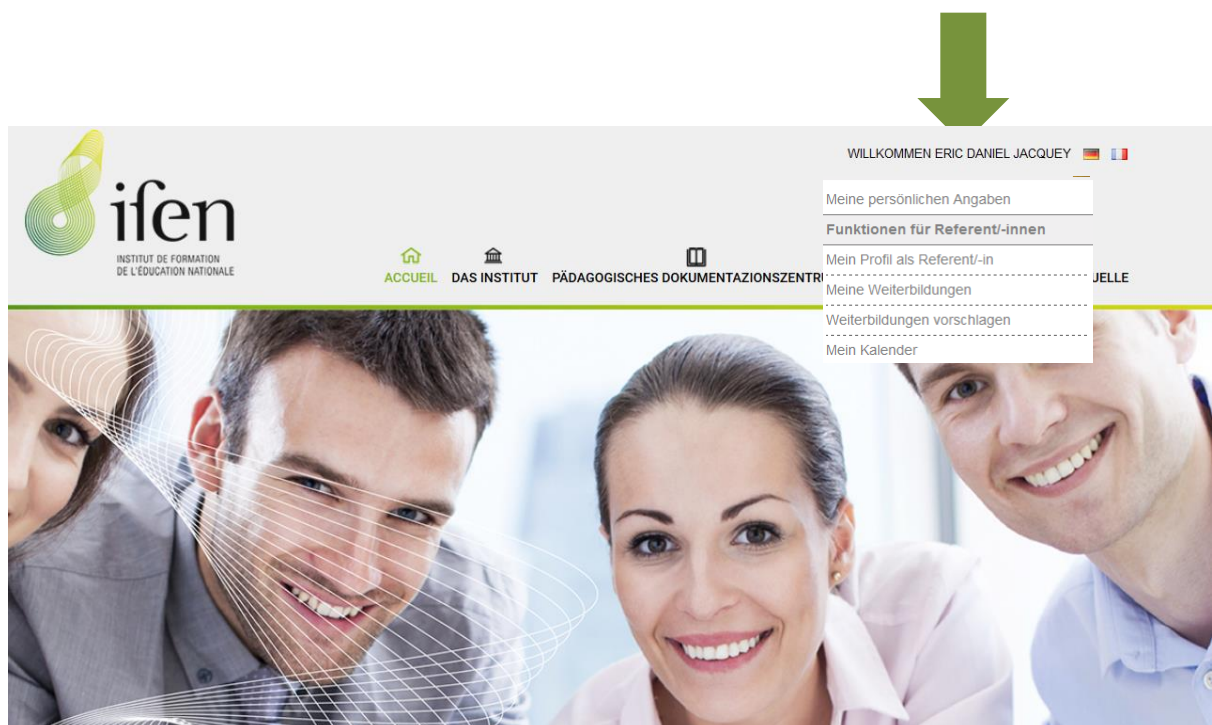 WILLKOMMEN ERIC DANIEL JACQUEY
ifen
INSTITUT DE FORMATION
DE L'ÉDUCATION NATIONALE
Meine persönlichen Angaben
Funktionen für Referent/-innen
Mein Profil als Referent/-in
Meine Weiterbildungen
Weiterbildungen vorschlagen
Mein Kalender
ACCUEIL DAS INSTITUT PÄDAGOGISCHES